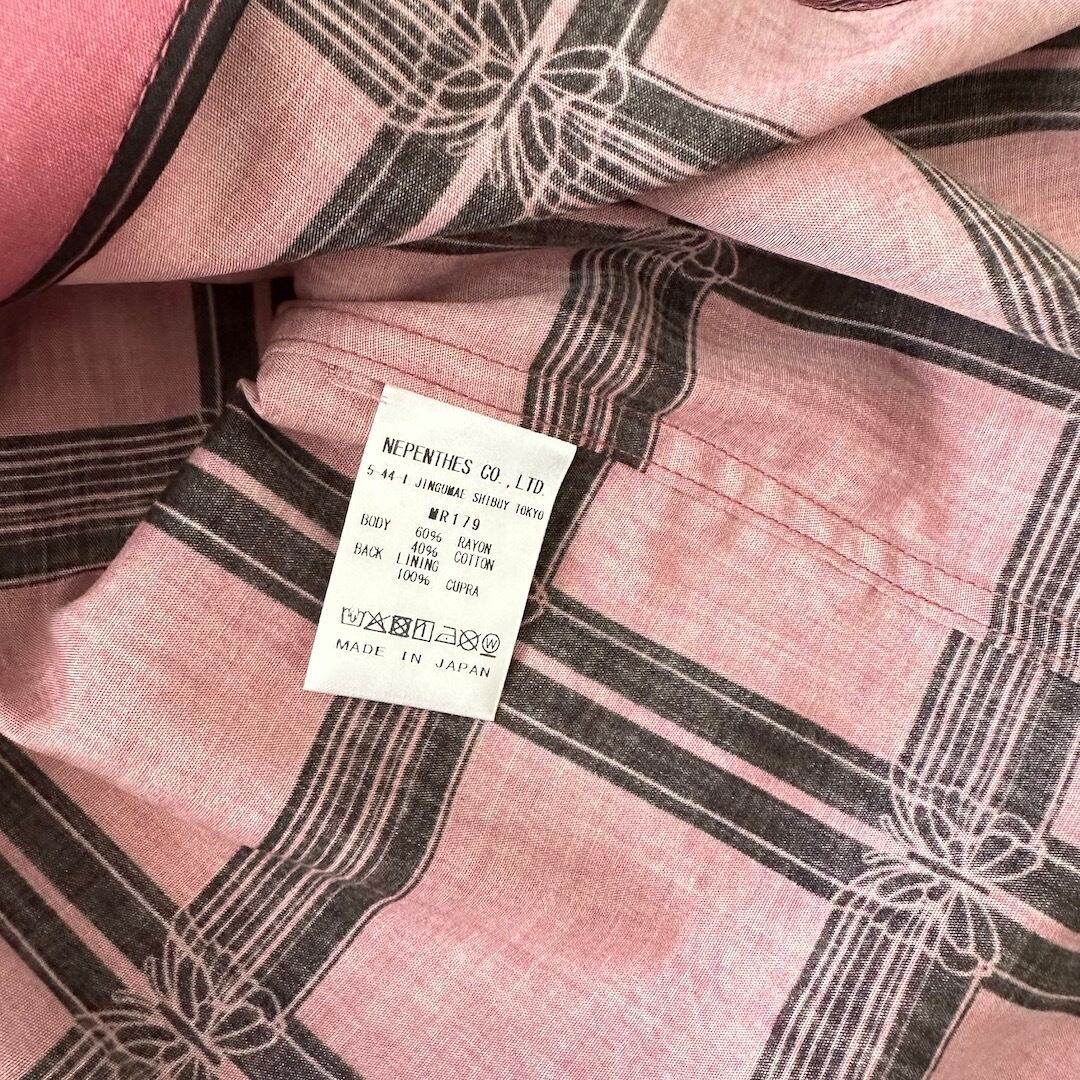 NEPENTHES CO.,LTD.
5-44-1 JINGUMAE SHIBUY TOKYO
MR179
BODY 60% RAYON
40% COTTON
BACK LINING
100% CUPRA
W
MADE IN JAPAN